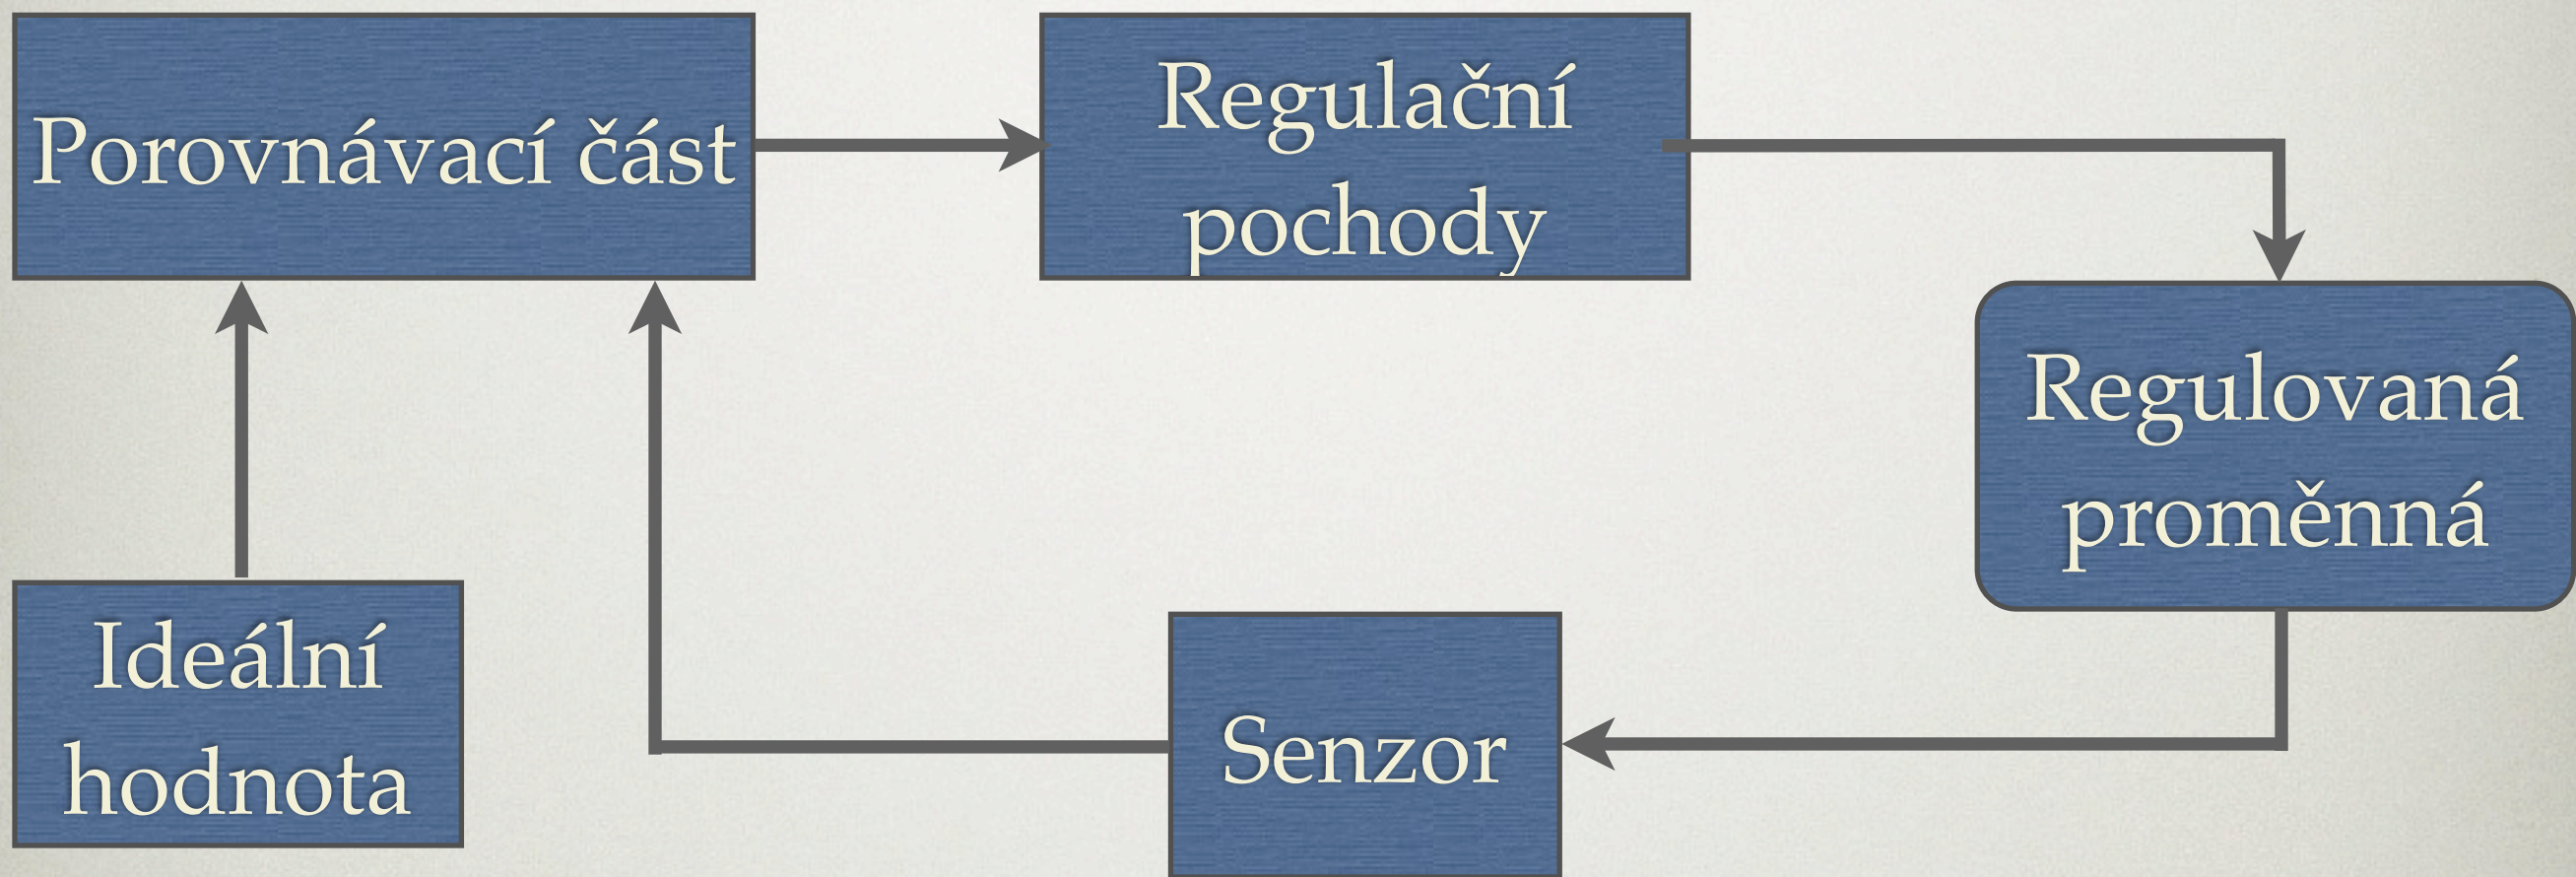 Porovnávací část
Regulační
pochody
Regulovaná
proměnná
Ideální
hodnota
Senzor